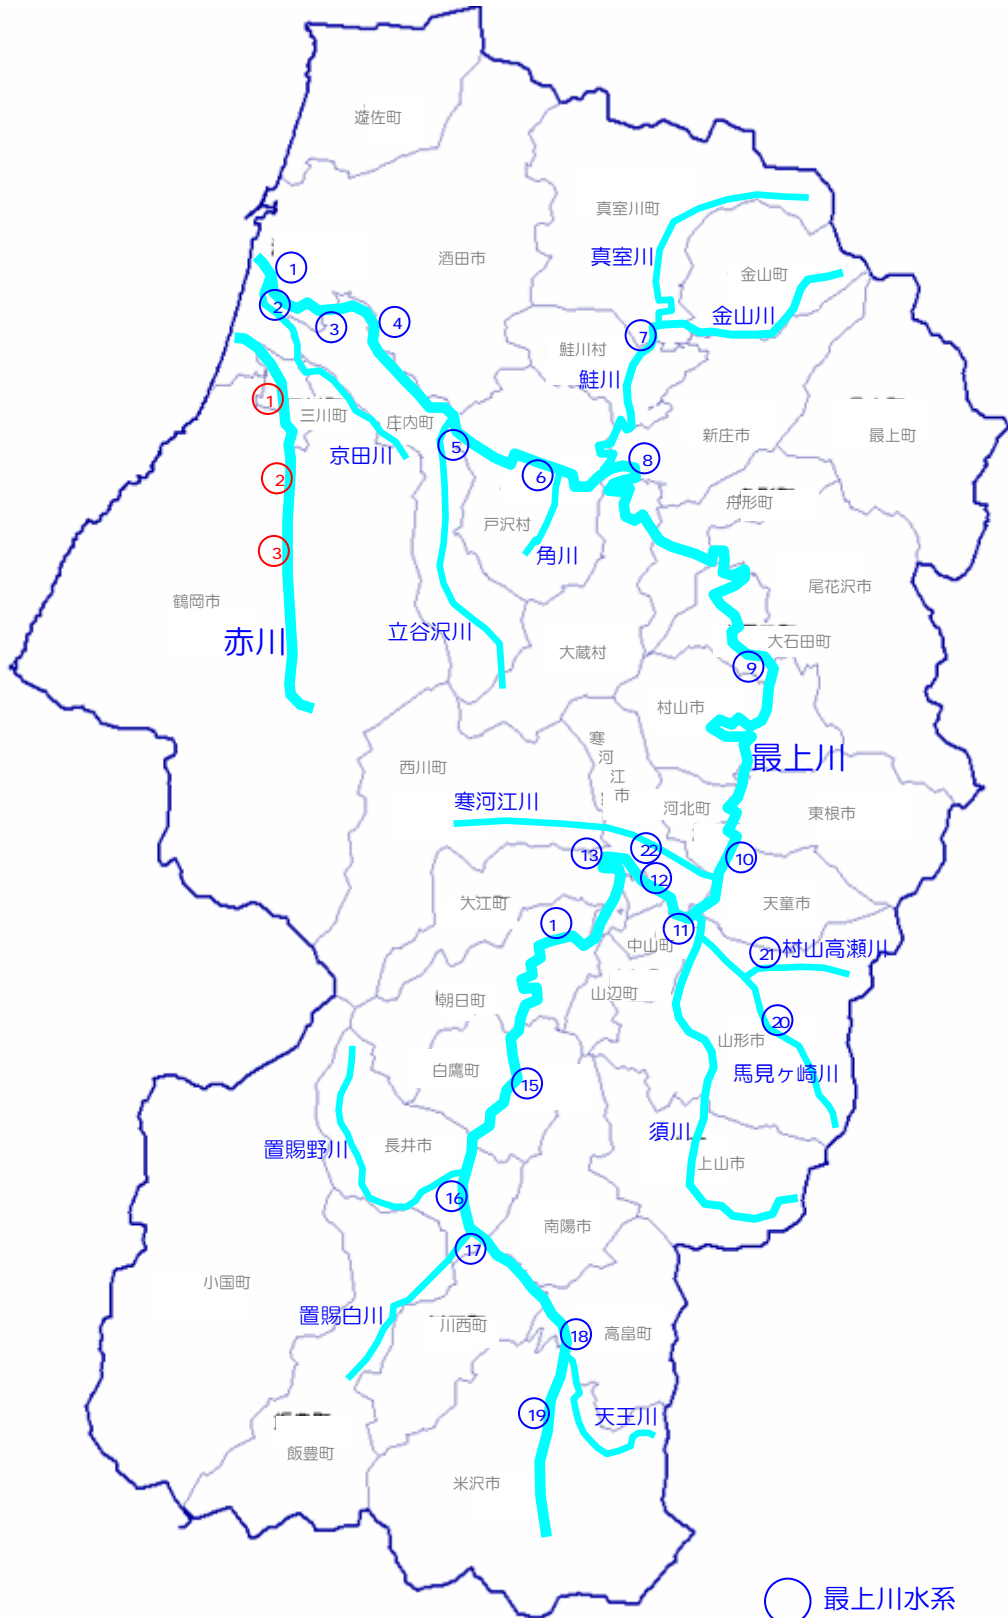 遊佐町
真室川町
酒田市
真室川
1
金山町
2
金山川
4
3
7
鮭川村
鮭川
1
三川町
庄内町
新庄市
最上町
京田川
5
8
2
6
舟形町
戸沢村
3
角川
尾花沢市
鶴岡市
赤川
立谷沢川
大蔵村
大石田町
9
村山市
寒河江市
最上川
西川町
寒河江川
河北町
東根市
22
13
10
12
大江町
天童市
1
11
中山町
21
村山高瀬川
山辺町
朝日町
20
山形市
白鷹町
馬見ヶ崎川
15
須川
置賜野川
長井市
上山市
16
南陽市
17
小国町
置賜白川
川西町
18
高畠町
19
天王川
飯豊町
米沢市
最上川水系